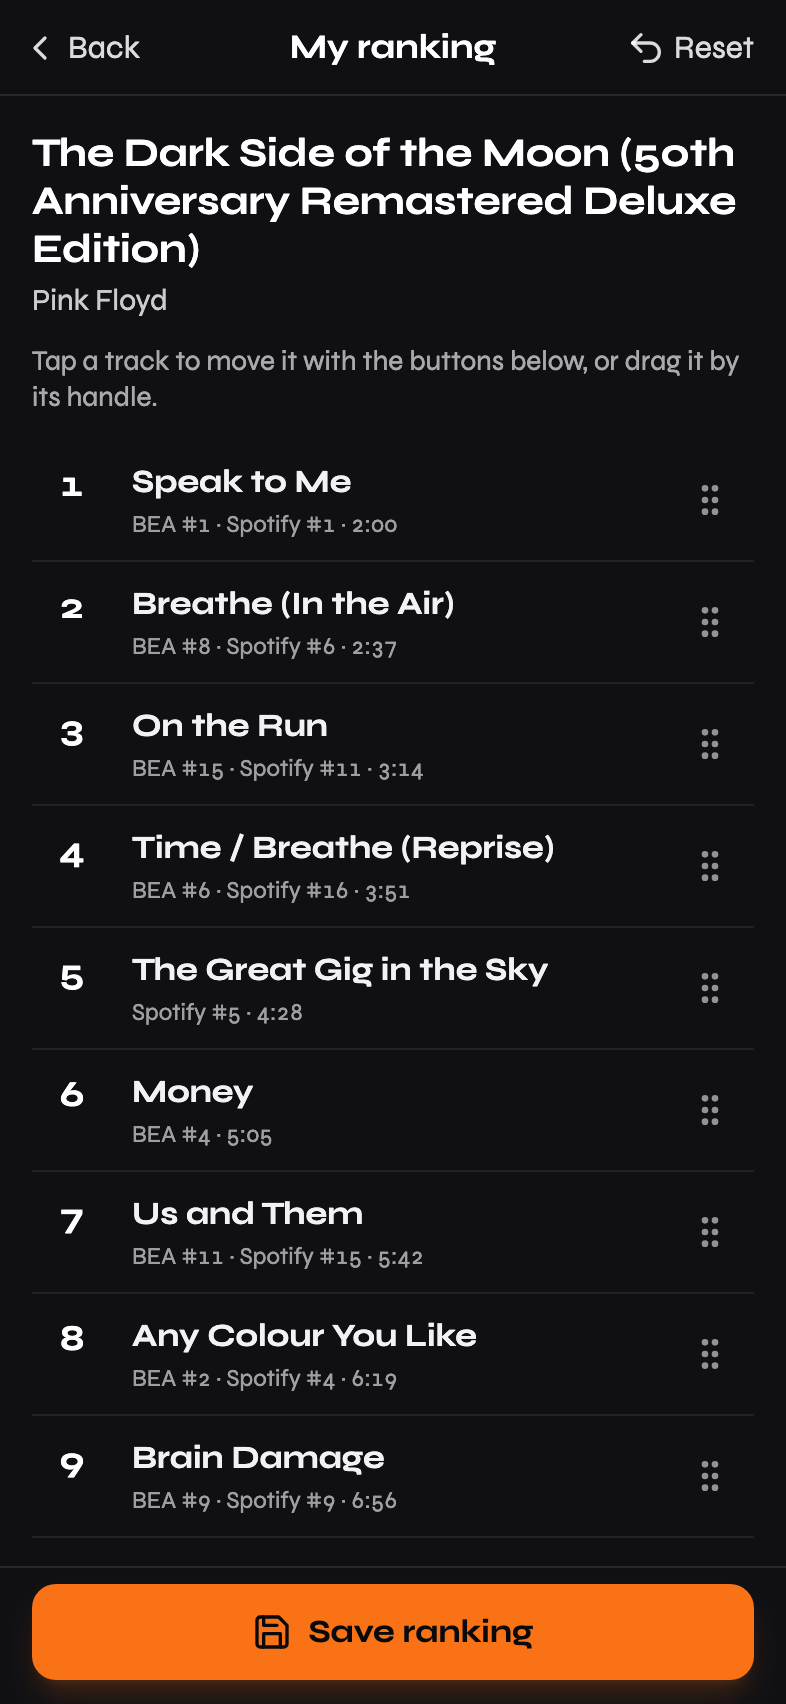 Back
My ranking
Reset
The Dark Side of the Moon (50th
Anniversary Remastered Deluxe
Edition)
Pink Floyd
Tap a track to move it with the buttons below, or drag it by
its handle.
1
Speak to Me
BEA #1 · Spotify #1 · 2:00
2
Breathe (In the Air)
BEA #8 · Spotify #6 · 2:37
3
On the Run
BEA #15 · Spotify #11 · 3:14
4
Time / Breathe (Reprise)
BEA #6 · Spotify #16 · 3:51
5
The Great Gig in the Sky
Spotify #5 · 4:28
6
Money
BEA #4 · 5:05
7
Us and Them
BEA #11 · Spotify #15 · 5:42
8
Any Colour You Like
BEA #2 · Spotify #4 · 6:19
9
Brain Damage
BEA #9 · Spotify #9 · 6:56
Save ranking